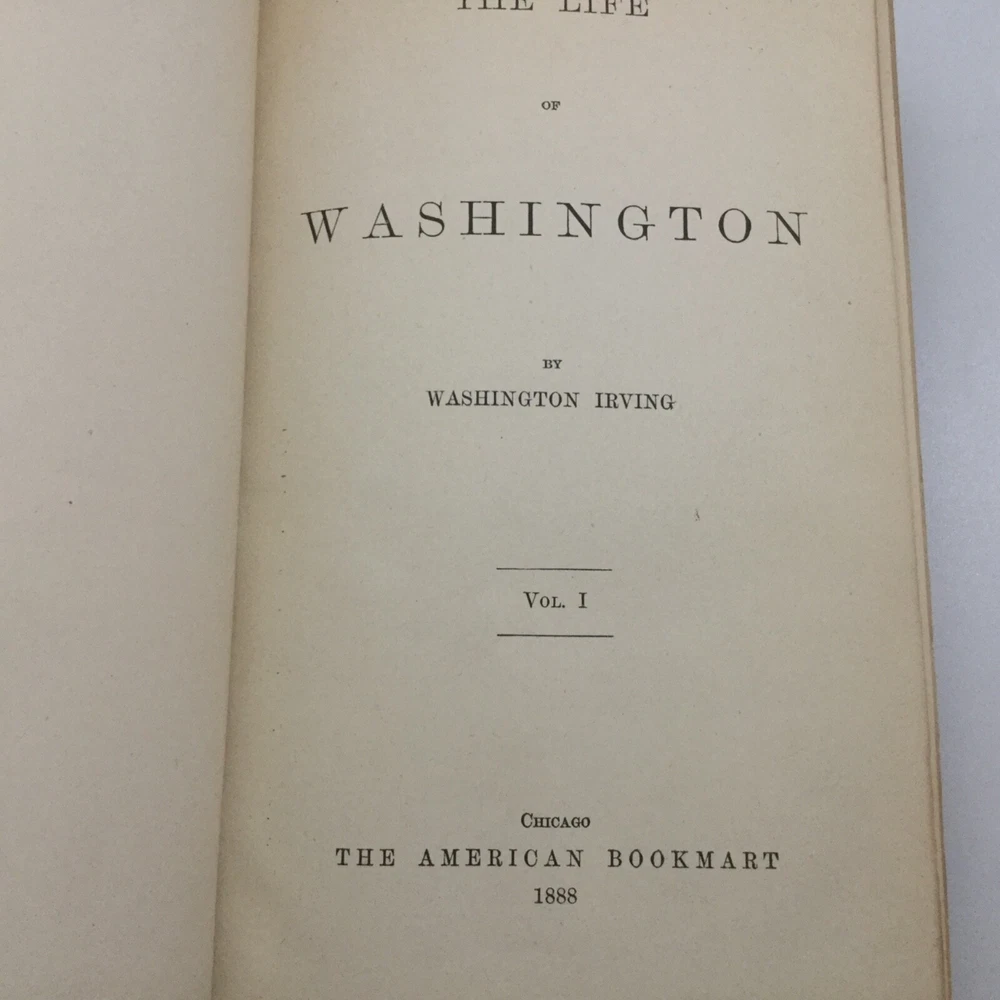 THE LIFE
OF
WASHINGTON
BY
WASHINGTON IRVING
VOL. I
CHICAGO
THE AMERICAN BOOKMART
1888